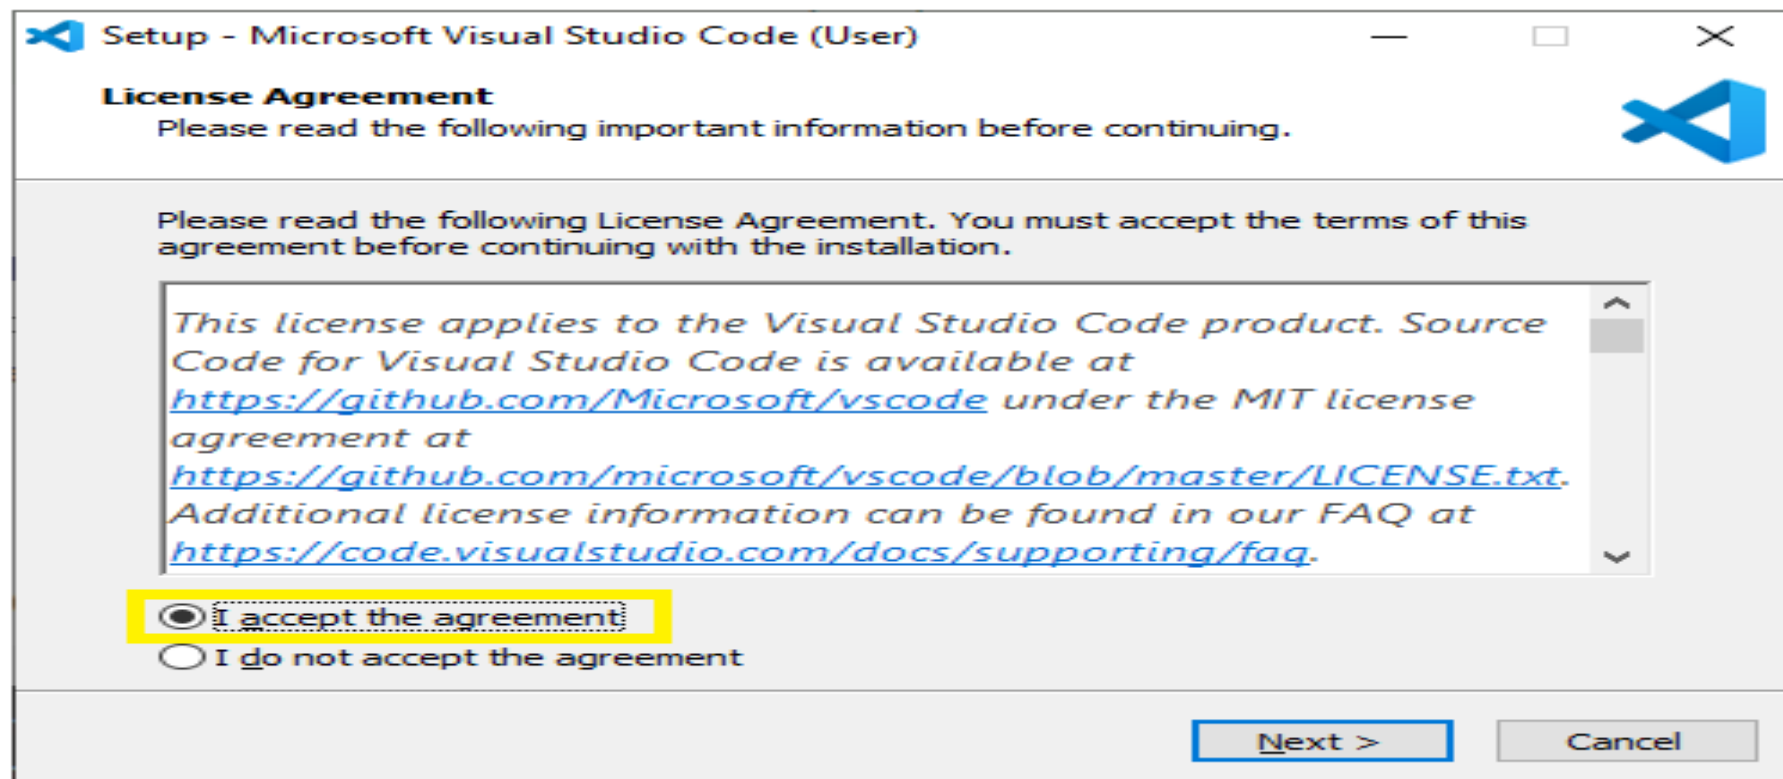 Setup - Microsoft Visual Studio Code (User)
License Agreement
Please read the following important information before continuing.
Please read the following License Agreement. You must accept the terms of this
agreement before continuing with the installation.
This license applies to the Visual Studio Code product. Source
Code for Visual Studio Code is available at
https://github.com/Microsoft/vscode under the MIT license
agreement at
https://github.com/microsoft/vscode/blob/master/LICENSE.txt.
Additional license information can be found in our FAQ at
https://code.visualstudio.com/docs/supporting/faq.
I accept the agreement
I do not accept the agreement
Next >
Cancel